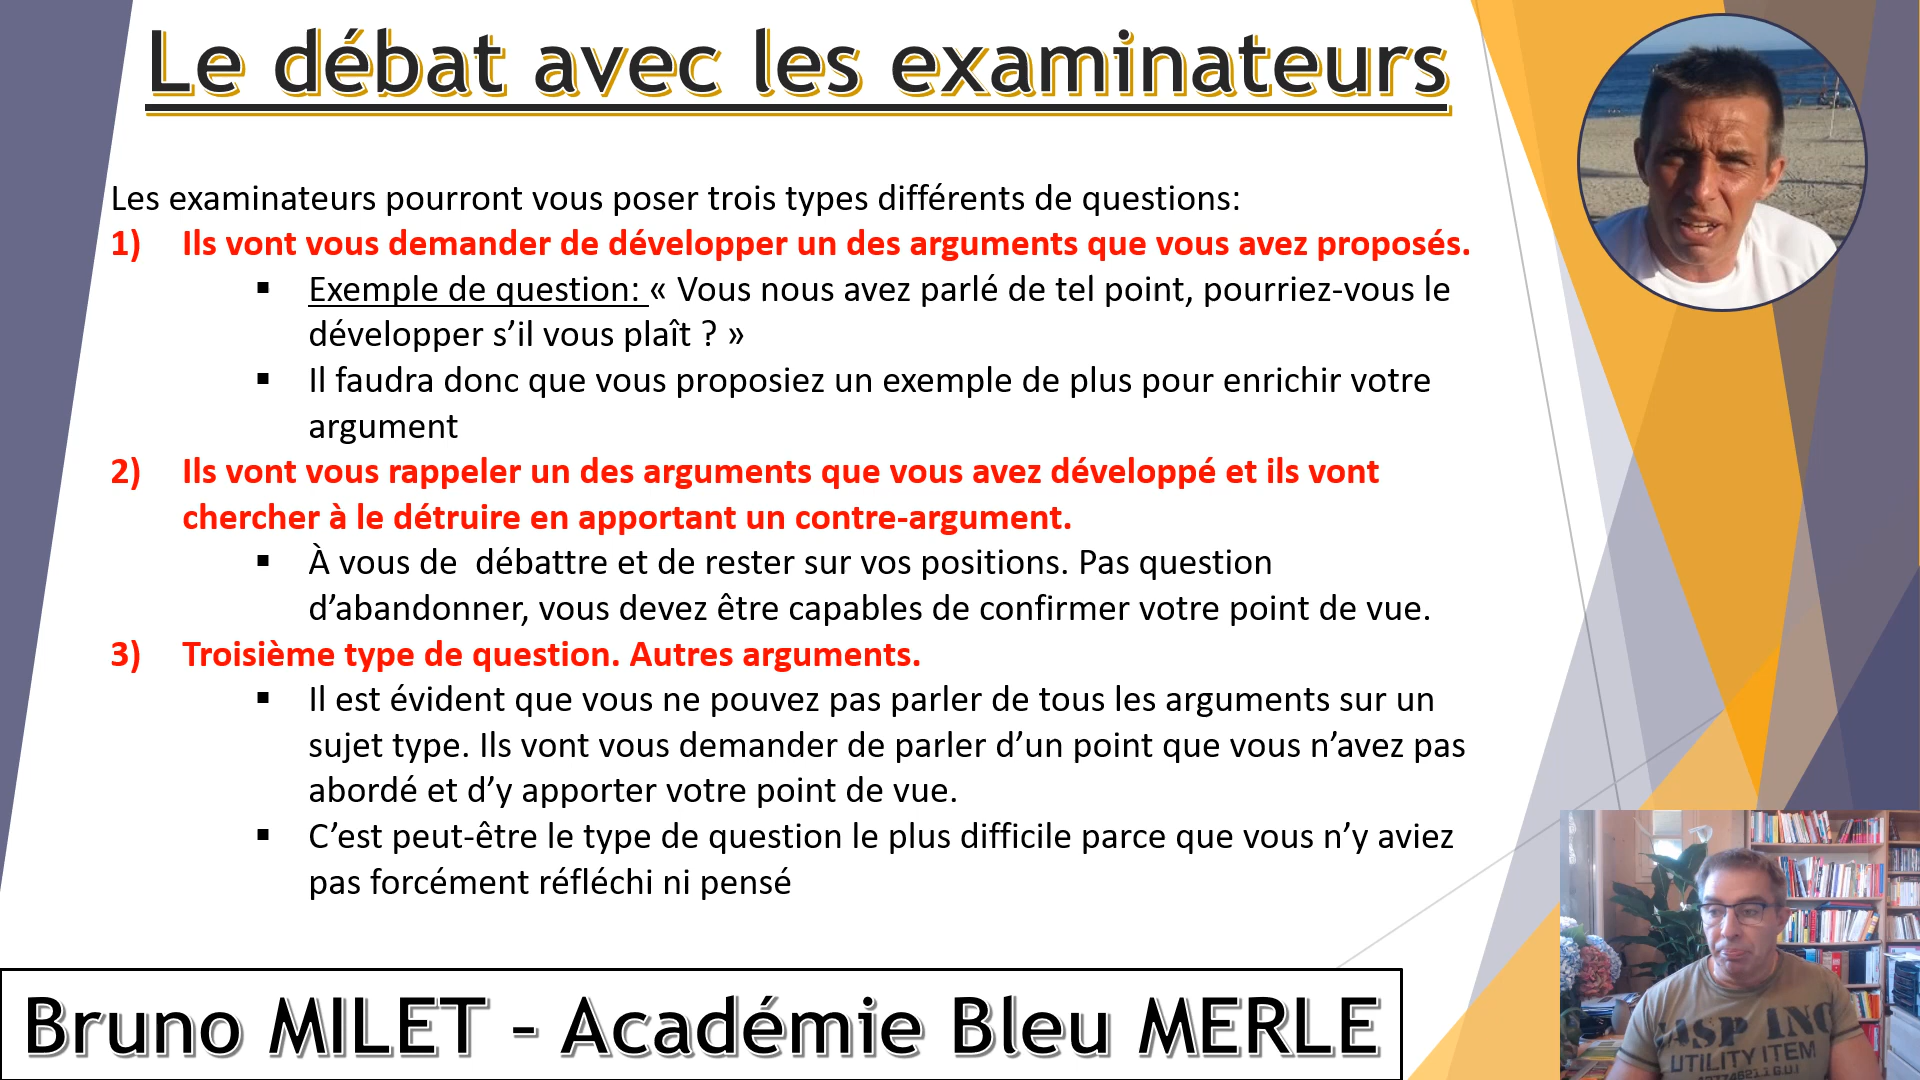 Le débat avec les examinateurs
Les examinateurs pourront vous poser trois types différents de questions:
1) Ils vont vous demander de développer un des arguments que vous avez proposés.
▪ Exemple de question: « Vous nous avez parlé de tel point, pourriez-vous le
développer s’il vous plaît ? »
▪ Il faudra donc que vous proposiez un exemple de plus pour enrichir votre
argument
2) Ils vont vous rappeler un des arguments que vous avez développé et ils vont
chercher à le détruire en apportant un contre-argument.
▪ À vous de  débattre et de rester sur vos positions. Pas question
d’abandonner, vous devez être capables de confirmer votre point de vue.
3) Troisième type de question. Autres arguments.
▪ Il est évident que vous ne pouvez pas parler de tous les arguments sur un
sujet type. Ils vont vous demander de parler d’un point que vous n’avez pas
abordé et d’y apporter votre point de vue.
▪ C’est peut-être le type de question le plus difficile parce que vous n’y aviez
pas forcément réfléchi ni pensé
Bruno MILET - Académie Bleu MERLE
UTILITY ITEM